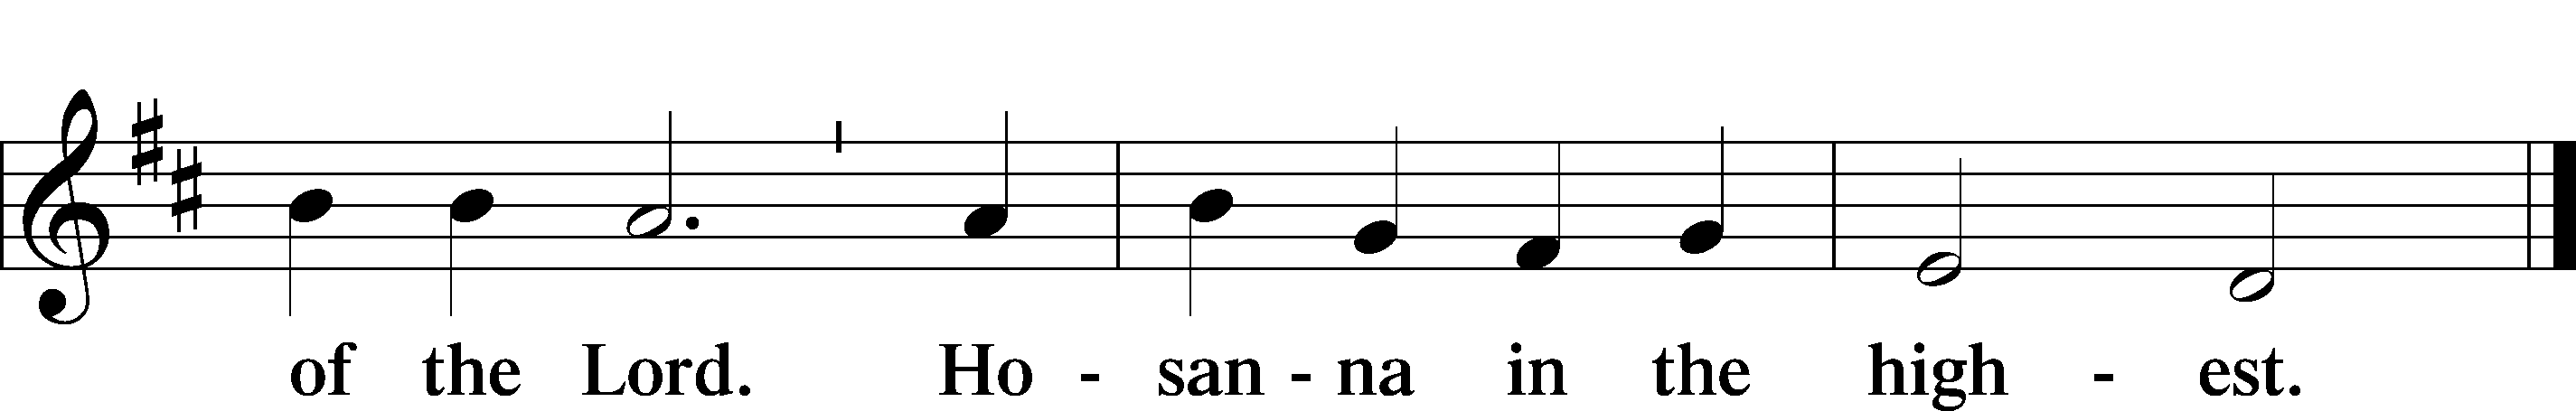 of the Lord. Ho - san - na in the high - est.